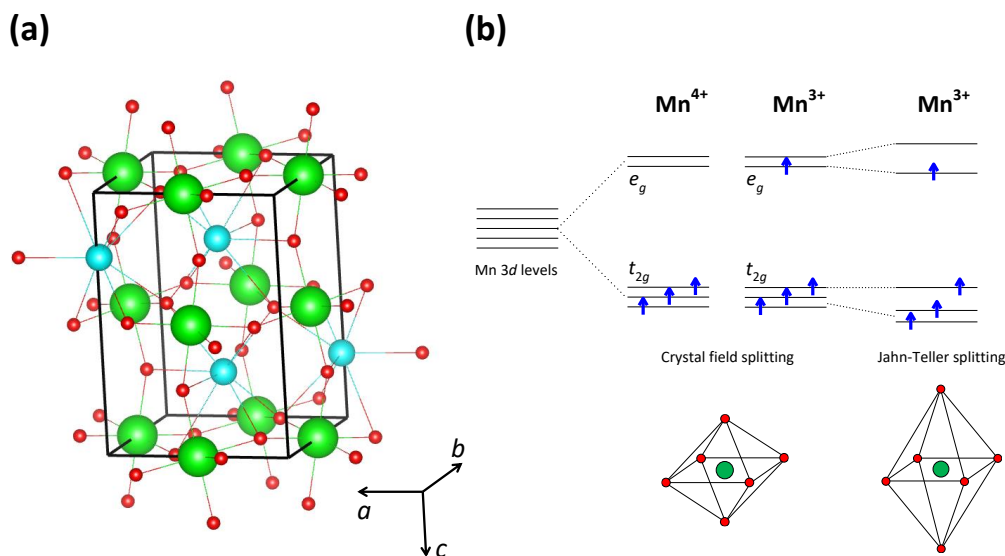 (a)
(b)
Mn4+ Mn3+ Mn3+
eg eg
Mn 3d levels
t2g t2g
Crystal field splitting Jahn-Teller splitting
b
a
c